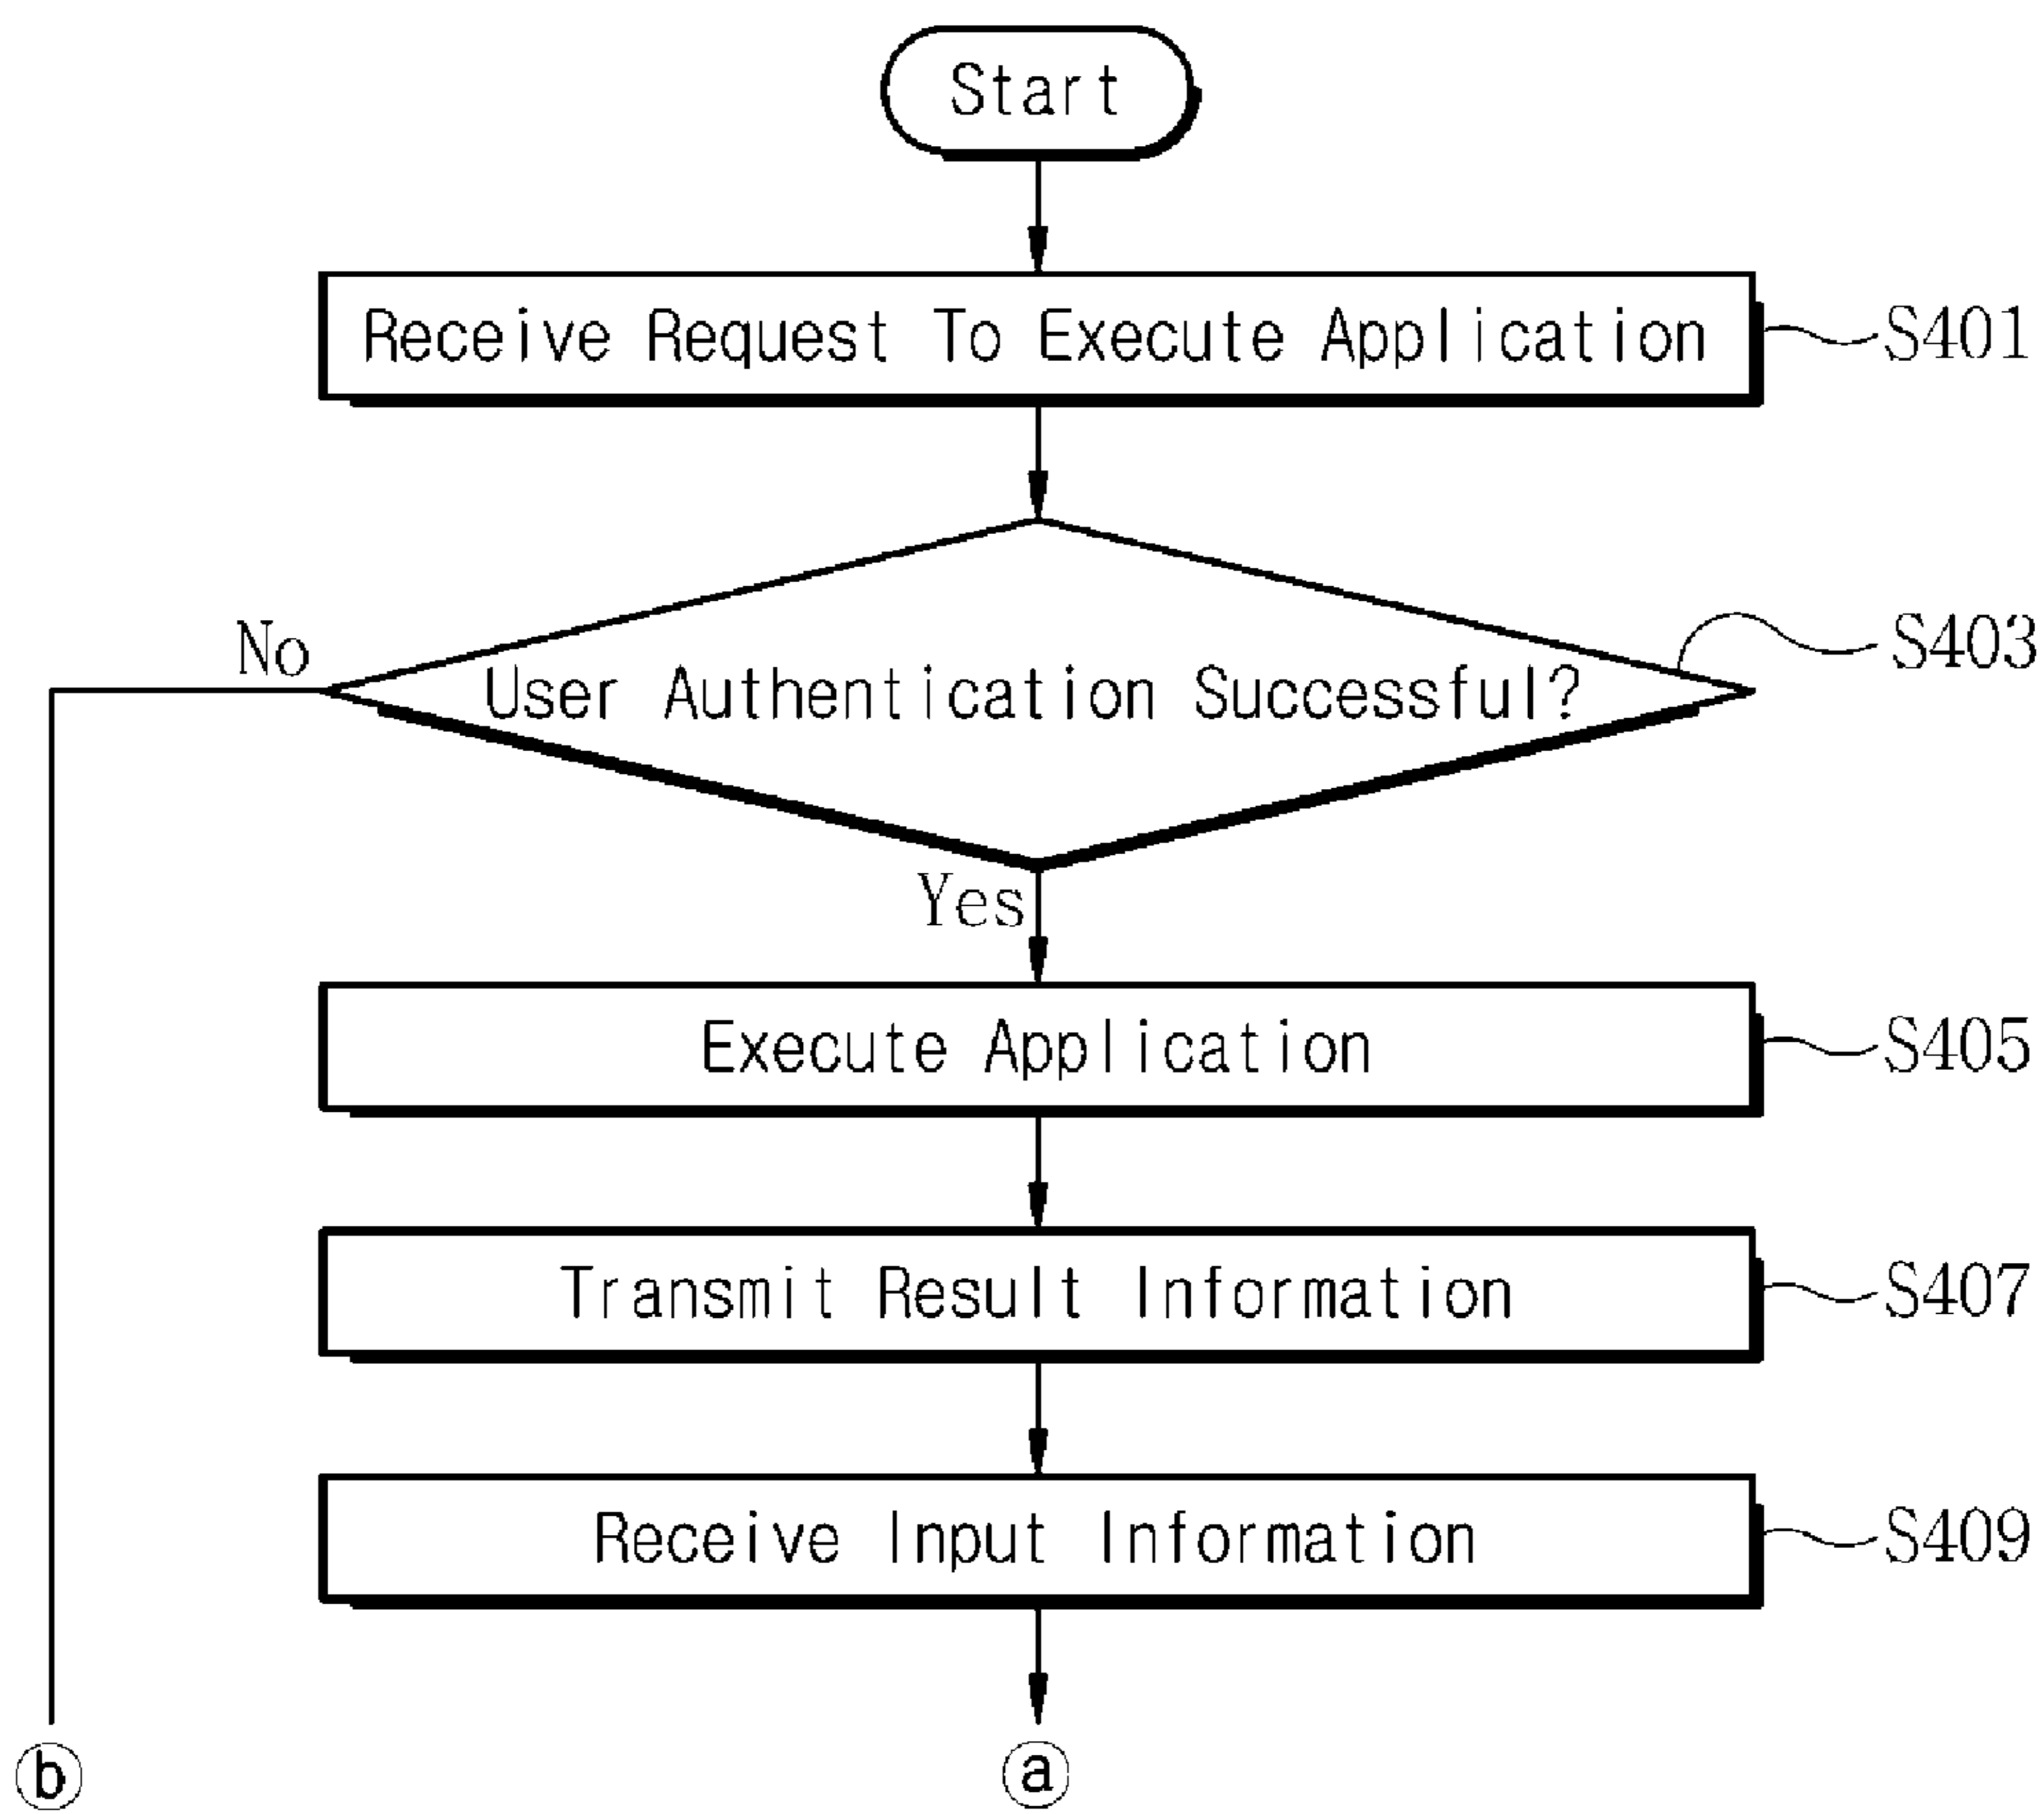 Start
Receive Request To Execute Application
S401
No
User Authentication Successful?
S403
Yes
Execute Application
S405
Transmit Result Information
S407
Receive Input Information
S409
ⓑ
ⓐ